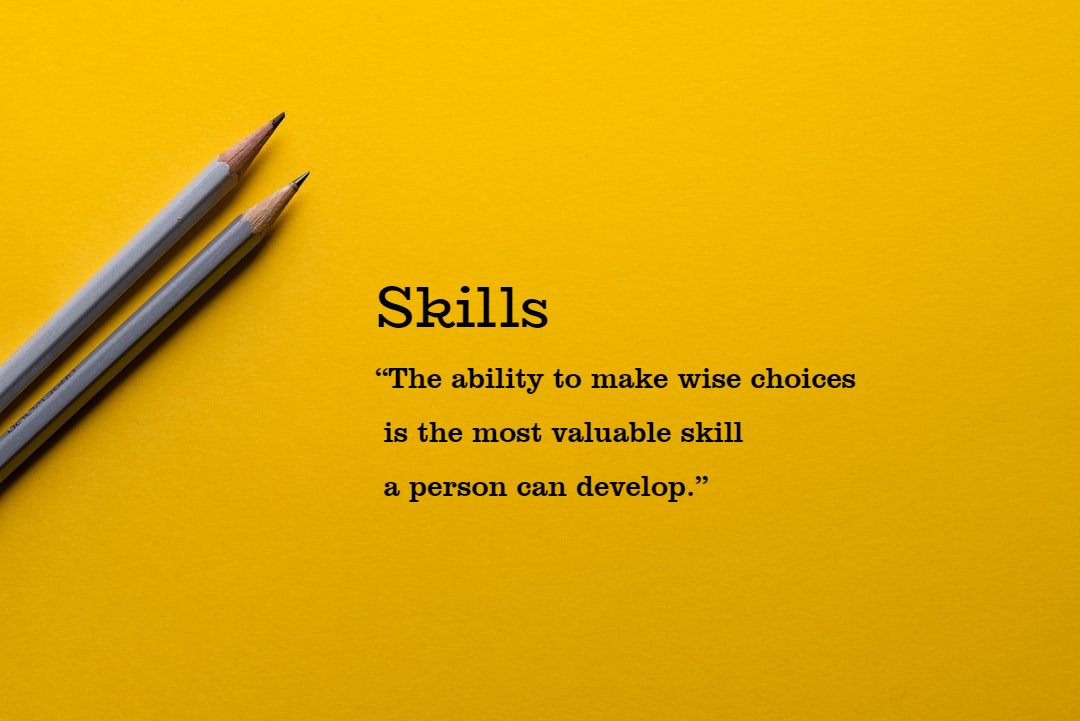 Skills
“The ability to make wise choices
is the most valuable skill
a person can develop.”